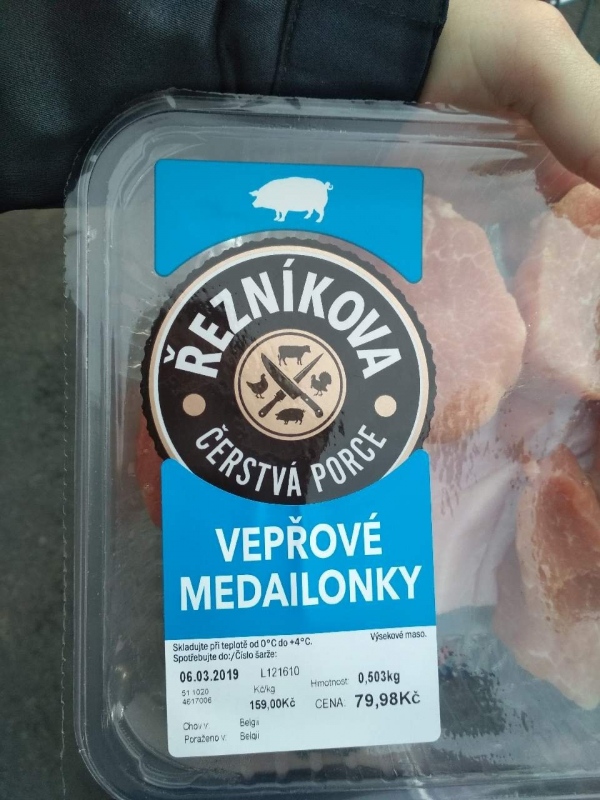 ŘEZNÍKOVA
ČERSTVÁ PORCE
VEPŘOVÉ
MEDAILONKY
Skladujte při teplotě od 0°C do +4°C. Výsekové maso.
Spotřebujte do:/Číslo šarže:
06.03.2019 L121610 Hmotnost: 0,503kg
51 1020 Kč/kg
4617006 159,00Kč CENA: 79,98Kč
Chov v: Belgii
Poraženo v: Belgii